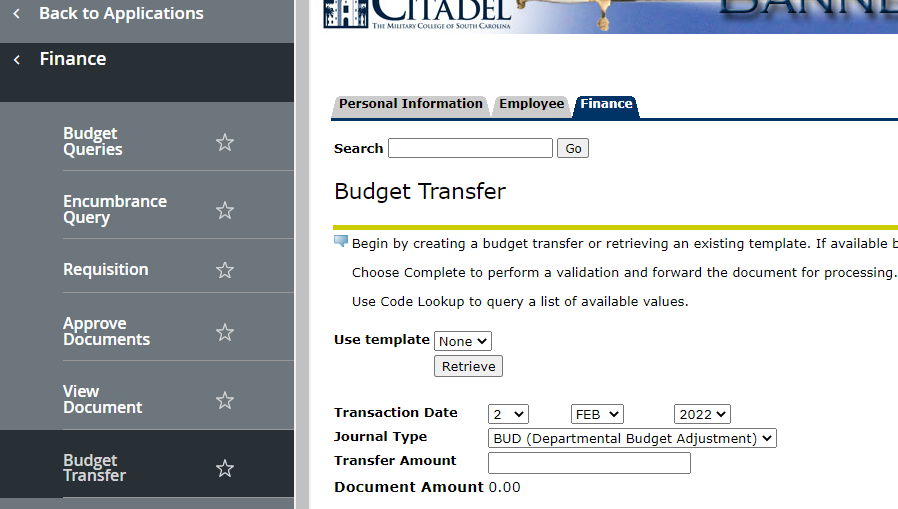 Back to Applications
Finance
Budget
Queries
Encumbrance
Query
Requisition
Approve
Documents
View
Document
Budget
Transfer
CITADEL
THE MILITARY COLLEGE OF SOUTH CAROLINA
Personal Information Employee Finance
Search Go
Budget Transfer
Begin by creating a budget transfer or retrieving an existing template. If available
Choose Complete to perform a validation and forward the document for processing.
Use Code Lookup to query a list of available values.
Use template None
Retrieve
Transaction Date 2 FEB 2022
Journal Type BUD (Departmental Budget Adjustment)
Transfer Amount
Document Amount 0.00